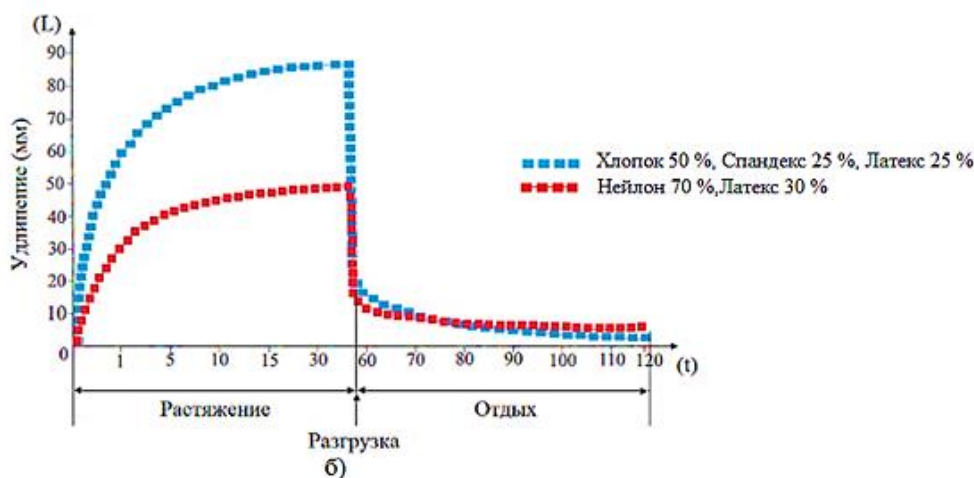 (L)
90
80
70
60
50
40
30
20
10
0
Удлинение (мм)
Хлопок 50 %, Спандекс 25 %, Латекс 25 %
Нейлон 70 %,Латекс 30 %
1 5 10 15 30 60 70 80 90 100 110 120 (t)
Растяжение Отдых
Разгрузка
б)